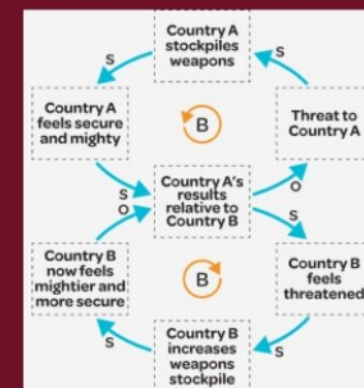 Country A
stockpiles
weapons
S
S
Country A
feels secure
and mighty
B
Threat to
Country A
S
O
Country A's
results
relative to
Country B
O
S
Country B
now feels
mightier and
more secure
B
Country B
feels
threatened
S
S
Country B
increases
weapons
stockpile